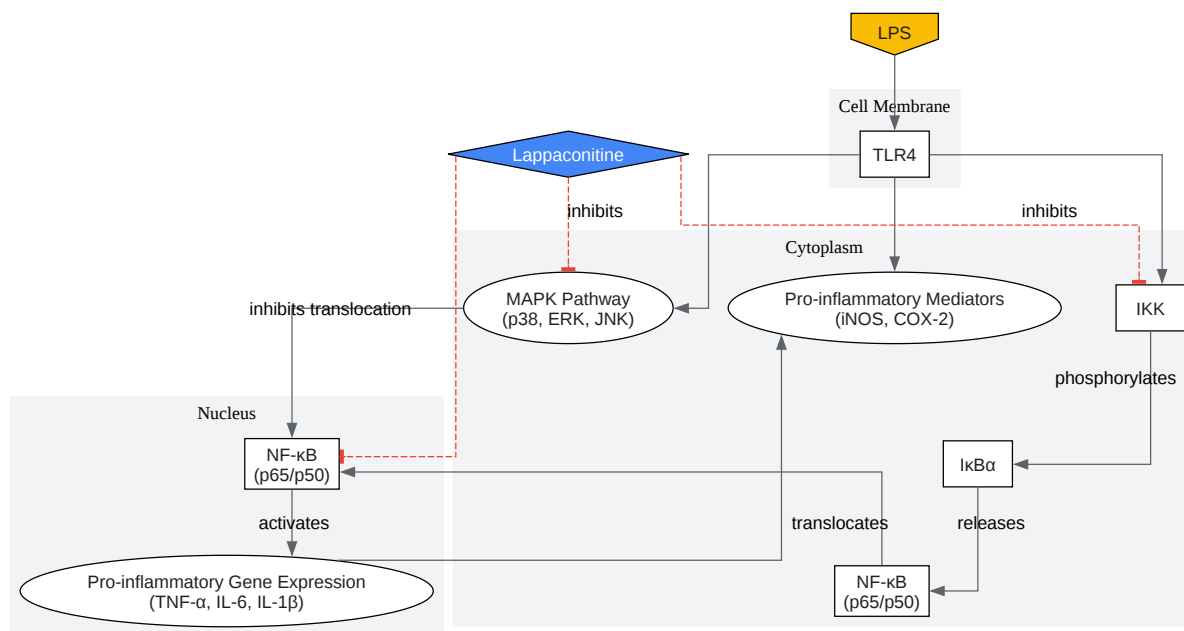 LPS
Cell Membrane
Lappaconitine
TLR4
inhibits
inhibits
Cytoplasm
MAPK Pathway
(p38, ERK, JNK)
Pro-inflammatory Mediators
(iNOS, COX-2)
IKK
inhibits translocation
phosphorylates
Nucleus
NF-κB
(p65/p50)
IκBα
activates
translocates
releases
Pro-inflammatory Gene Expression
(TNF-α, IL-6, IL-1β)
NF-κB
(p65/p50)